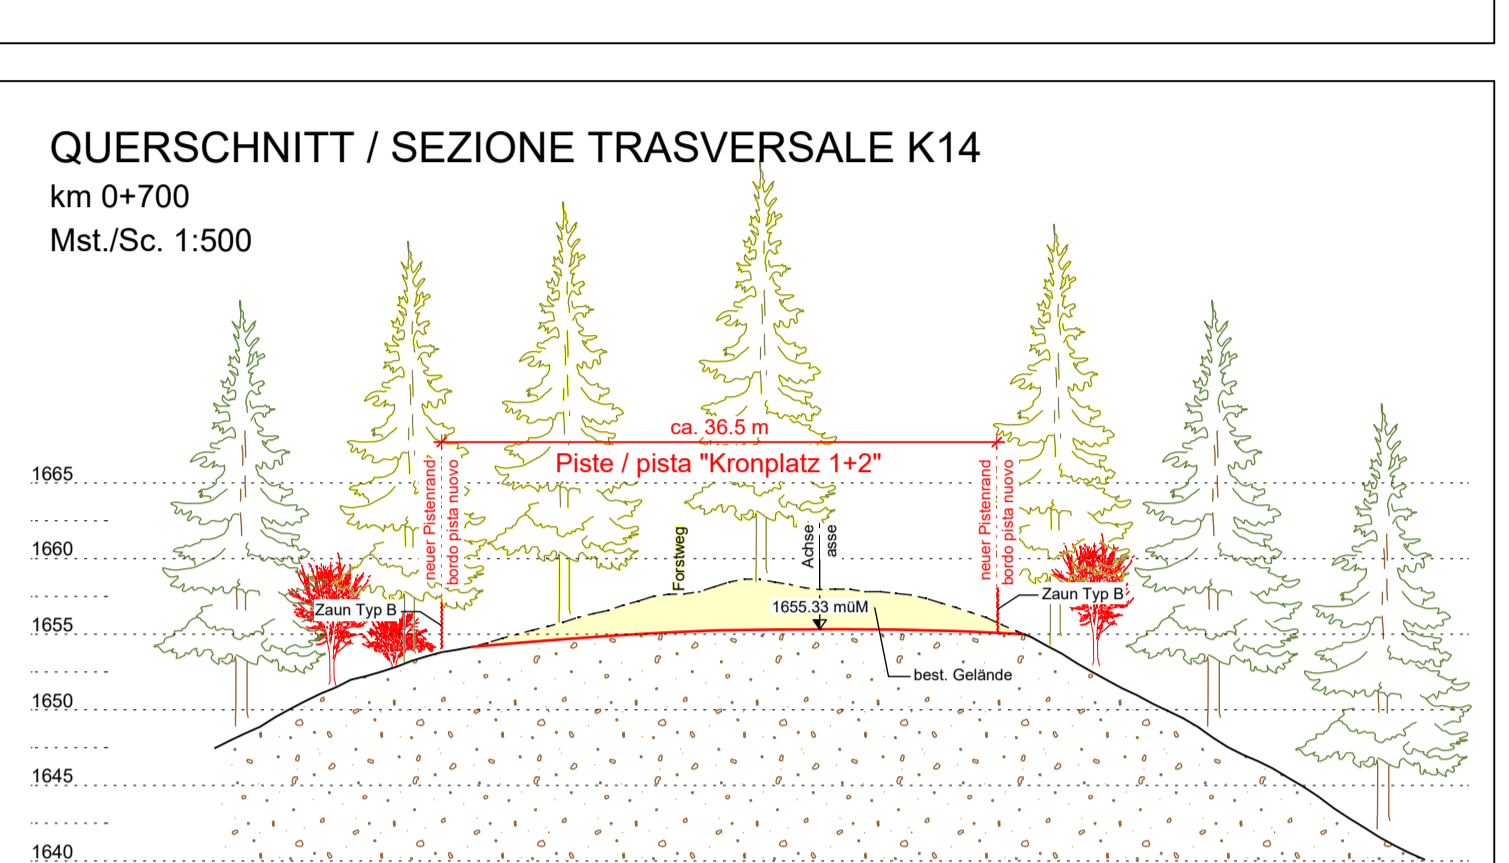 QUERSCHNITT / SEZIONE TRASVERSALE K14
km 0+700
Mst./Sc. 1:500
ca. 36.5 m
Piste / pista "Kronplatz 1+2"
neuer Pistenrand
bordo pista nuovo
Forstweg
Achse
asse
neuer Pistenrand
bordo pista nuovo
Zaun Typ B
1655.33 müM
Zaun Typ B
best. Gelände
1665
1660
1655
1650
1645
1640